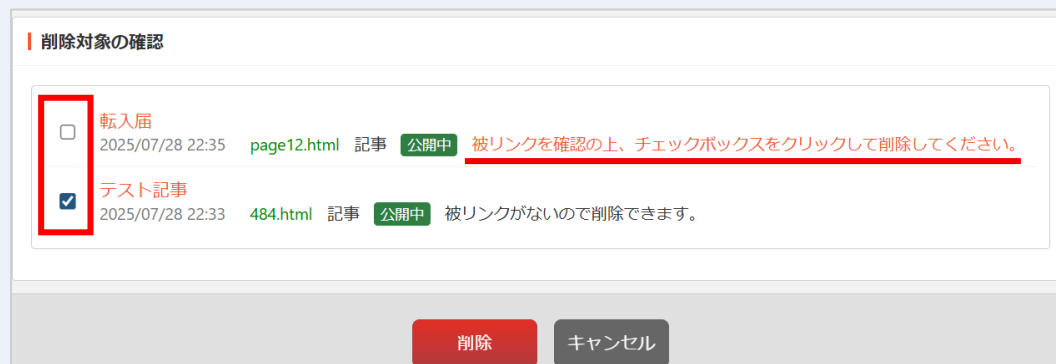 削除対象の確認
転入届
2025/07/28 22:35 page12.html 記事 公開中 被リンクを確認の上、チェックボックスをクリックして削除してください。
テスト記事
2025/07/28 22:33 484.html 記事 公開中 被リンクがないので削除できます。
削除 キャンセル